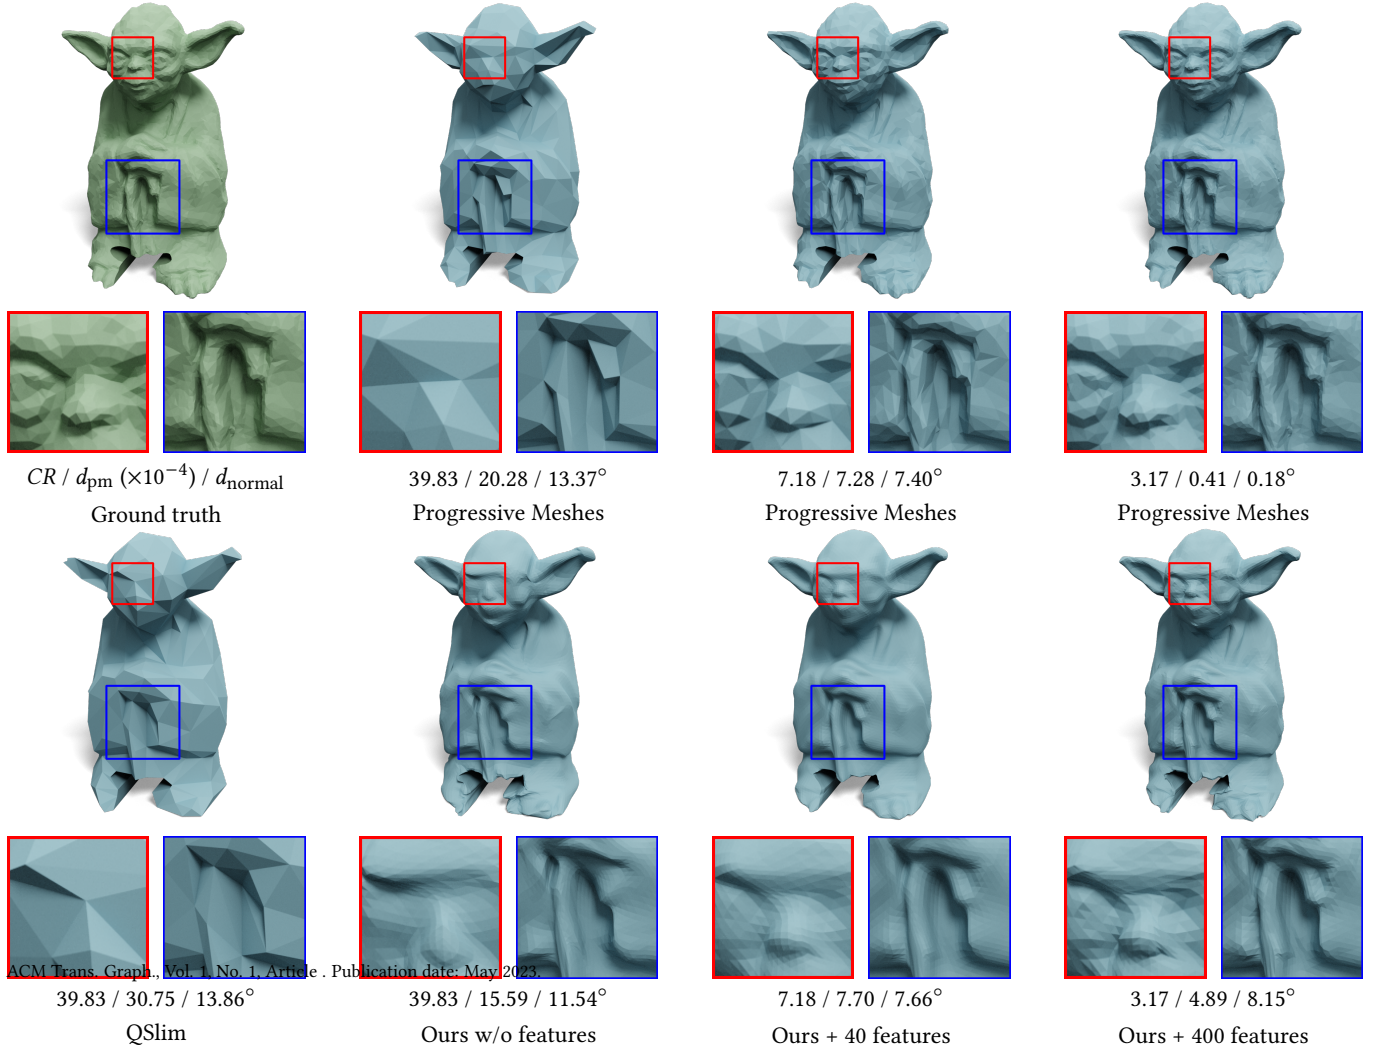 CR / dpm (×10−4) / dnormal
39.83 / 20.28 / 13.37°
7.18 / 7.28 / 7.40°
3.17 / 0.41 / 0.18°
Ground truth
Progressive Meshes
Progressive Meshes
Progressive Meshes
ACM Trans. Graph., Vol. 1, No. 1, Article . Publication date: May 2023.
39.83 / 30.75 / 13.86°
39.83 / 15.59 / 11.54°
7.18 / 7.70 / 7.66°
3.17 / 4.89 / 8.15°
QSlim
Ours w/o features
Ours + 40 features
Ours + 400 features